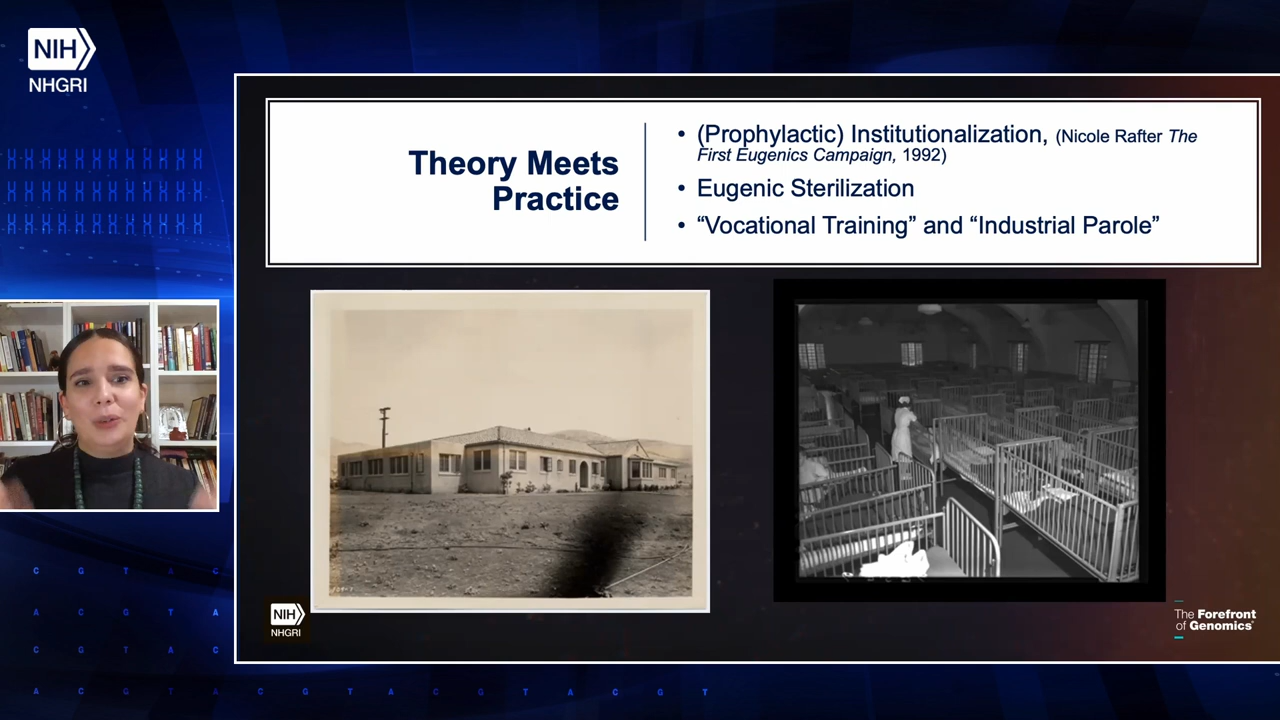 NIH
NHGRI
Theory Meets
Practice
• (Prophylactic) Institutionalization, (Nicole Rafter The
First Eugenics Campaign, 1992)
• Eugenic Sterilization
• “Vocational Training” and “Industrial Parole”
C G T A C
A C G T A
C G T A C
A C G T A C G T A C G T A C G T
NIH
NHGRI
The Forefront
of Genomics®